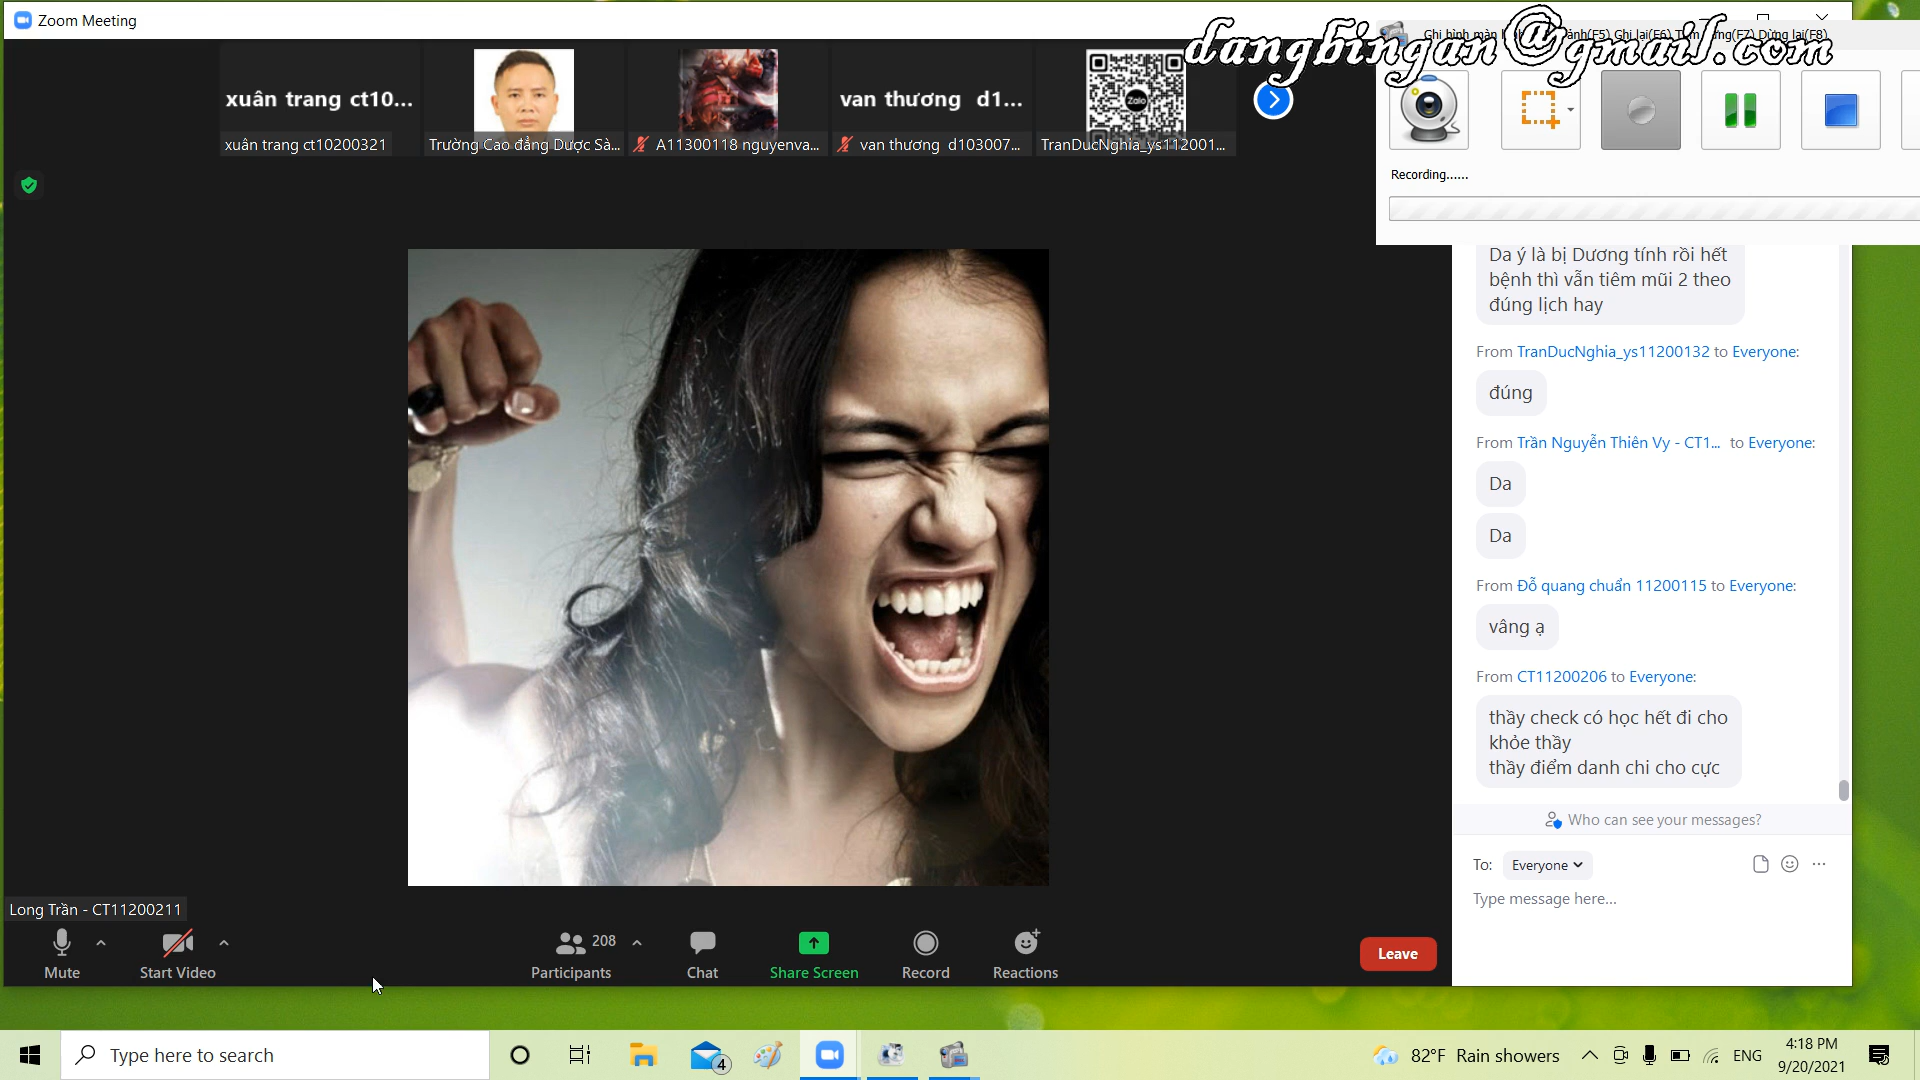 Zoom Meeting
dangbingan@gmail.com
xuân trang ct10...
van thương d1...
Zalo
xuân trang ct10200321
Trường Cao đẳng Dược Sà...
A11300118 nguyenva...
van thương d103007...
TranDucNghia_ys112001...
Recording......
Da ý là bị Dương tính rồi hết
bệnh thì vẫn tiêm mũi 2 theo
đúng lịch hay
From TranDucNghia_ys11200132 to Everyone:
đúng
From Trần Nguyễn Thiên Vy - CT1... to Everyone:
Da
Da
From Đỗ quang chuẩn 11200115 to Everyone:
vâng ạ
From CT11200206 to Everyone:
thầy check có học hết đi cho
khỏe thầy
thầy điểm danh chi cho cực
Who can see your messages?
To: Everyone
Type message here...
Long Trần - CT11200211
208
Mute
Start Video
Participants
Chat
Share Screen
Record
Reactions
Leave
Type here to search
4
82°F Rain showers
ENG
4:18 PM
9/20/2021